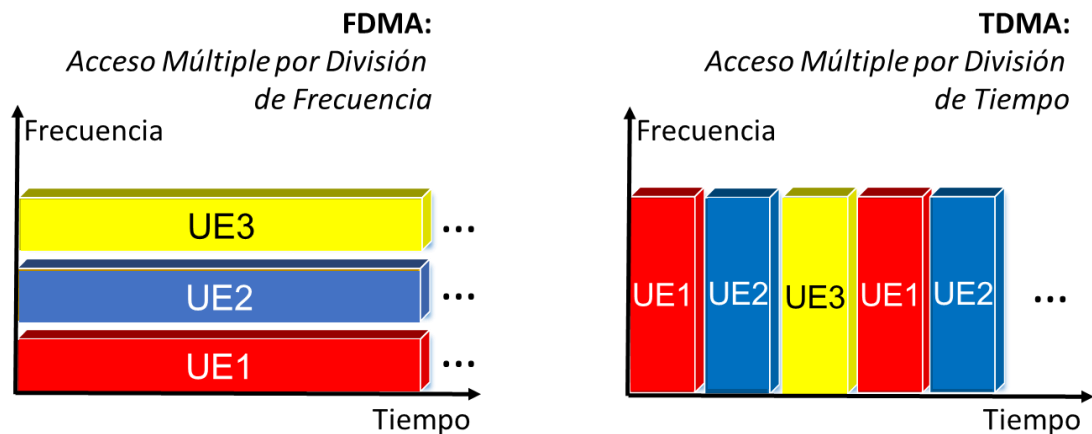 FDMA:
Acceso Múltiple por División
de Frecuencia
Frecuencia
UE3
...
UE2
...
UE1
...
Tiempo
TDMA:
Acceso Múltiple por División
de Tiempo
Frecuencia
UE1 UE2 UE3 UE1 UE2 ...
Tiempo